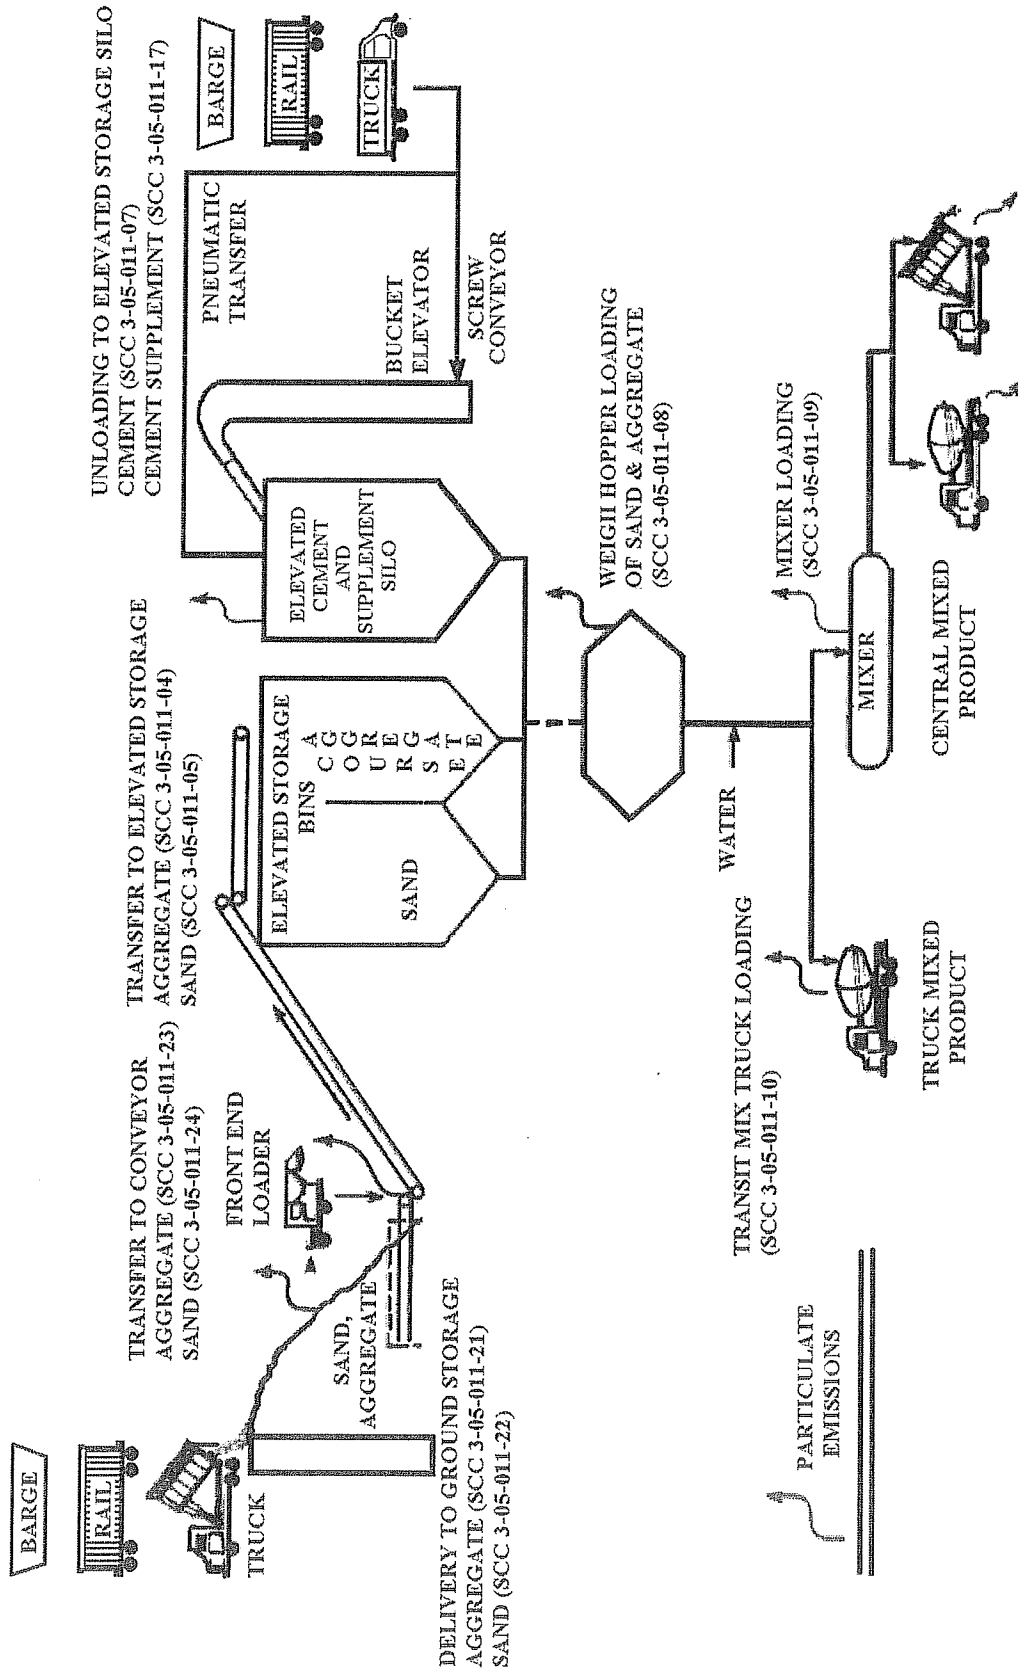 BARGE
RAIL
TRUCK
DELIVERY TO GROUND STORAGE
AGGREGATE (SCC 3-05-011-21)
SAND (SCC 3-05-011-22)
SAND,
AGGREGATE
TRANSFER TO CONVEYOR
AGGREGATE (SCC 3-05-011-23)
SAND (SCC 3-05-011-24)
FRONT END
LOADER
TRANSFER TO ELEVATED STORAGE
AGGREGATE (SCC 3-05-011-04)
SAND (SCC 3-05-011-05)
ELEVATED STORAGE
BINS
SAND
COURSE
AGGREGATE
ELEVATED
CEMENT
AND
SUPPLEMENT
SILO
UNLOADING TO ELEVATED STORAGE SILO
CEMENT (SCC 3-05-011-07)
CEMENT SUPPLEMENT (SCC 3-05-011-17)
PNEUMATIC
TRANSFER
BUCKET
ELEVATOR
SCREW
CONVEYOR
BARGE
RAIL
TRUCK
WEIGH HOPPER LOADING
OF SAND & AGGREGATE
(SCC 3-05-011-08)
WATER
TRANSIT MIX TRUCK LOADING
(SCC 3-05-011-10)
TRUCK MIXED
PRODUCT
MIXER LOADING
(SCC 3-05-011-09)
MIXER
CENTRAL MIXED
PRODUCT
PARTICULATE
EMISSIONS